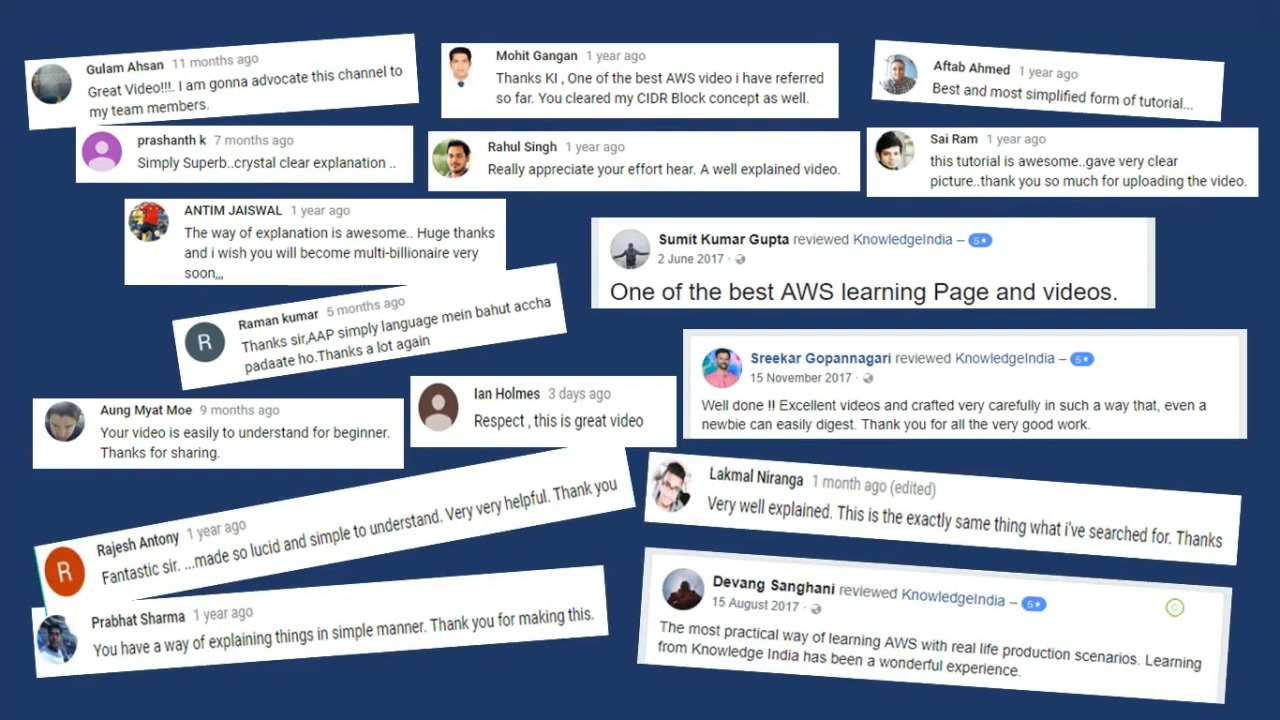 Gulam Ahsan 11 months ago
Great Video!!!. I am gonna advocate this channel to
my team members.
Mohit Gangan 1 year ago
Thanks KI , One of the best AWS video i have referred
so far. You cleared my CIDR Block concept as well.
Aftab Ahmed 1 year ago
Best and most simplified form of tutorial...
prashanth k 7 months ago
Simply Superb..crystal clear explanation ..
Rahul Singh 1 year ago
Really appreciate your effort hear. A well explained video.
Sai Ram 1 year ago
this tutorial is awesome..gave very clear
picture..thank you so much for uploading the video.
ANTIM JAISWAL 1 year ago
The way of explanation is awesome.. Huge thanks
and i wish you will become multi-billionaire very
soon,,,
Sumit Kumar Gupta reviewed KnowledgeIndia – 5★
2 June 2017 ·
One of the best AWS learning Page and videos.
R
Raman kumar 5 months ago
Thanks sir,AAP simply language mein bahut accha
padaate ho.Thanks a lot again
Sreekar Gopannagari reviewed KnowledgeIndia – 5★
15 November 2017 ·
Well done !! Excellent videos and crafted very carefully in such a way that, even a
newbie can easily digest. Thank you for all the very good work.
Aung Myat Moe 9 months ago
Your video is easily to understand for beginner.
Thanks for sharing.
Ian Holmes 3 days ago
Respect , this is great video
Lakmal Niranga 1 month ago (edited)
Very well explained. This is the exactly same thing what i've searched for. Thanks
R
Rajesh Antony 1 year ago
Fantastic sir. ...made so lucid and simple to understand. Very very helpful. Thank you
Prabhat Sharma 1 year ago
You have a way of explaining things in simple manner. Thank you for making this.
Devang Sanghani reviewed KnowledgeIndia – 5★
15 August 2017 ·
The most practical way of learning AWS with real life production scenarios. Learning
from Knowledge India has been a wonderful experience.